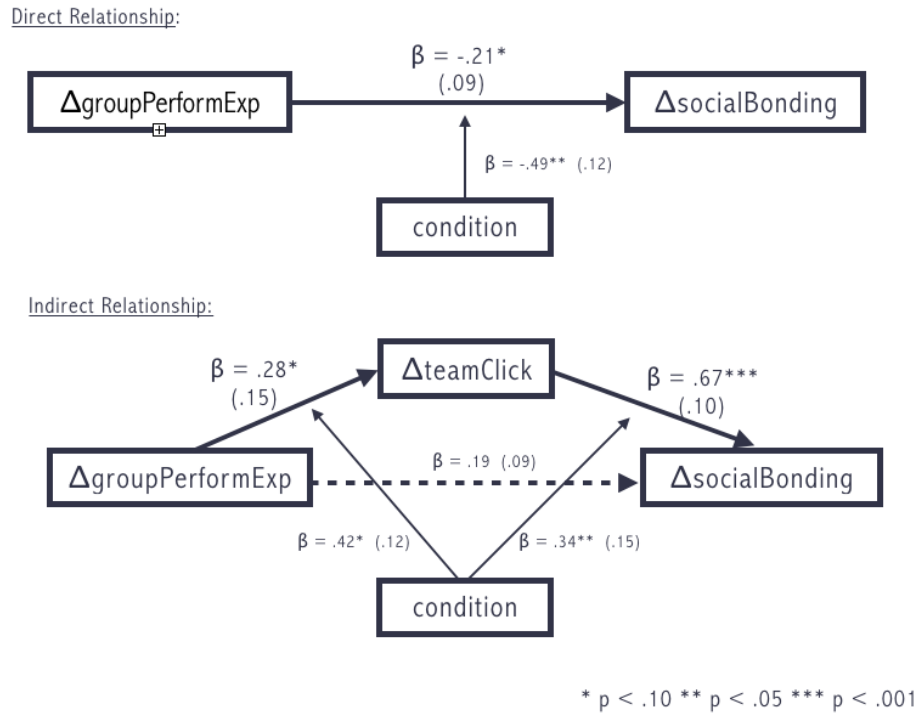 Direct Relationship:
β = -.21*
(.09)
ΔgroupPerformExp
ΔsocialBonding
β = -.49** (.12)
condition
Indirect Relationship:
ΔteamClick
β = .28*
(.15)
β = .67***
(.10)
β = .19 (.09)
ΔgroupPerformExp
ΔsocialBonding
β = .42* (.12)
β = .34** (.15)
condition
* p < .10 ** p < .05 *** p < .001